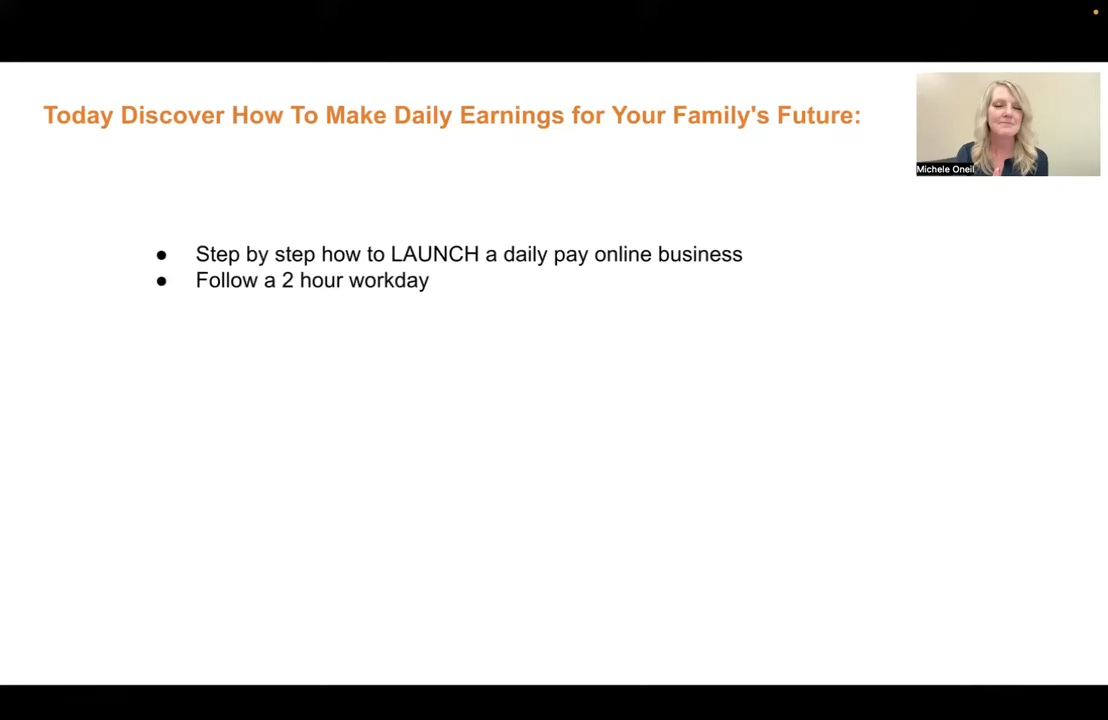 Today Discover How To Make Daily Earnings for Your Family's Future:
Michele Oneil
● Step by step how to LAUNCH a daily pay online business
● Follow a 2 hour workday